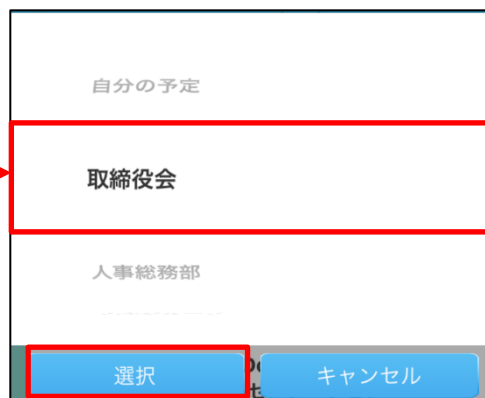 自分の予定
取締役会
人事総務部
選択
キャンセル